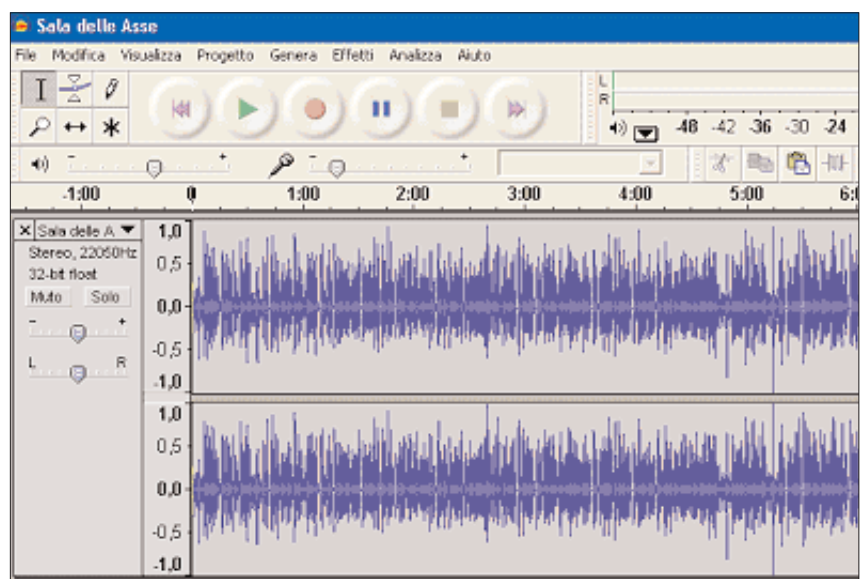 Sala delle Asse
File Modifica Visualizza Progetto Genera Effetti Analizza Aiuto
L
R
-48 -42 -36 -30 -24
- +
- +
-1:00 0 1:00 2:00 3:00 4:00 5:00
Sala delle A
Stereo, 22050Hz
32-bit float
Muto Solo
- +
L R
1,0
0,5
0,0
-0,5
-1,0
1,0
0,5
0,0
-0,5
-1,0